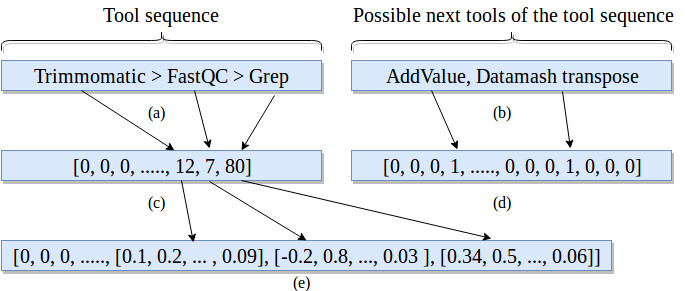 Tool sequence
Possible next tools of the tool sequence
Trimmomatic > FastQC > Grep
AddValue, Datamash transpose
(a)
(b)
[0, 0, 0, ....., 12, 7, 80]
[0, 0, 0, 1, ....., 0, 0, 0, 1, 0, 0, 0]
(c)
(d)
[0, 0, 0, ....., [0.1, 0.2, ... , 0.09], [-0.2, 0.8, ..., 0.03 ], [0.34, 0.5, ..., 0.06]]
(e)